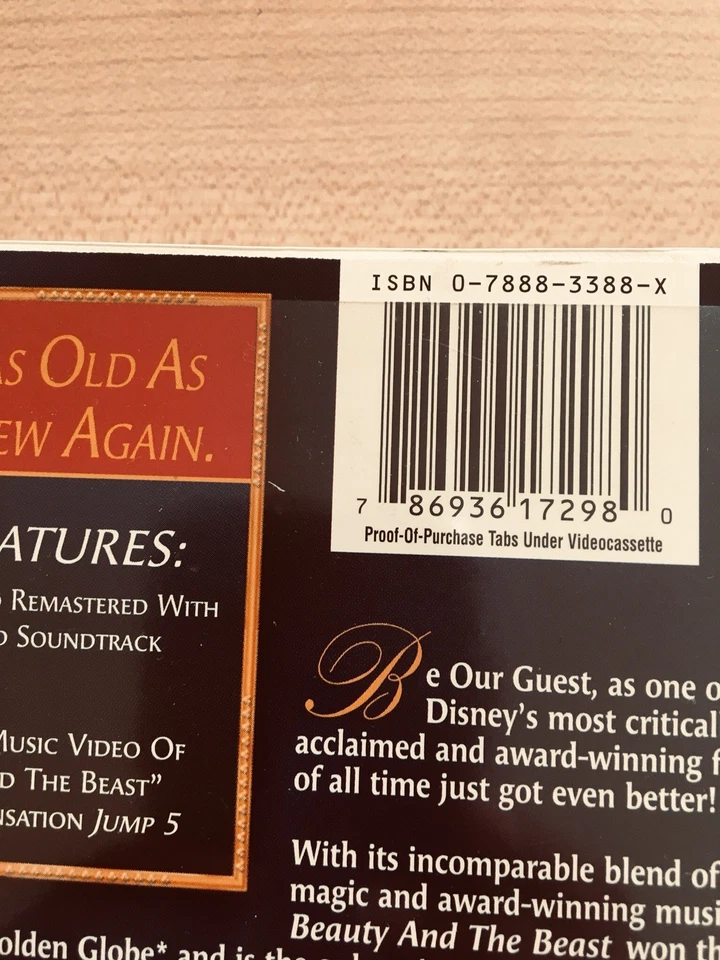 ISBN 0-7888-3388-X
7 86936 17298 0
Proof-Of-Purchase Tabs Under Videocassette
AS OLD AS
EW AGAIN.
ATURES:
REMASTERED WITH
SOUNDTRACK
MUSIC VIDEO OF
D THE BEAST”
NSATION JUMP 5
Be Our Guest, as one o
Disney’s most critical
acclaimed and award-winning f
of all time just got even better!
With its incomparable blend of
magic and award-winning musi
Beauty And The Beast won th
olden Globe* and is the